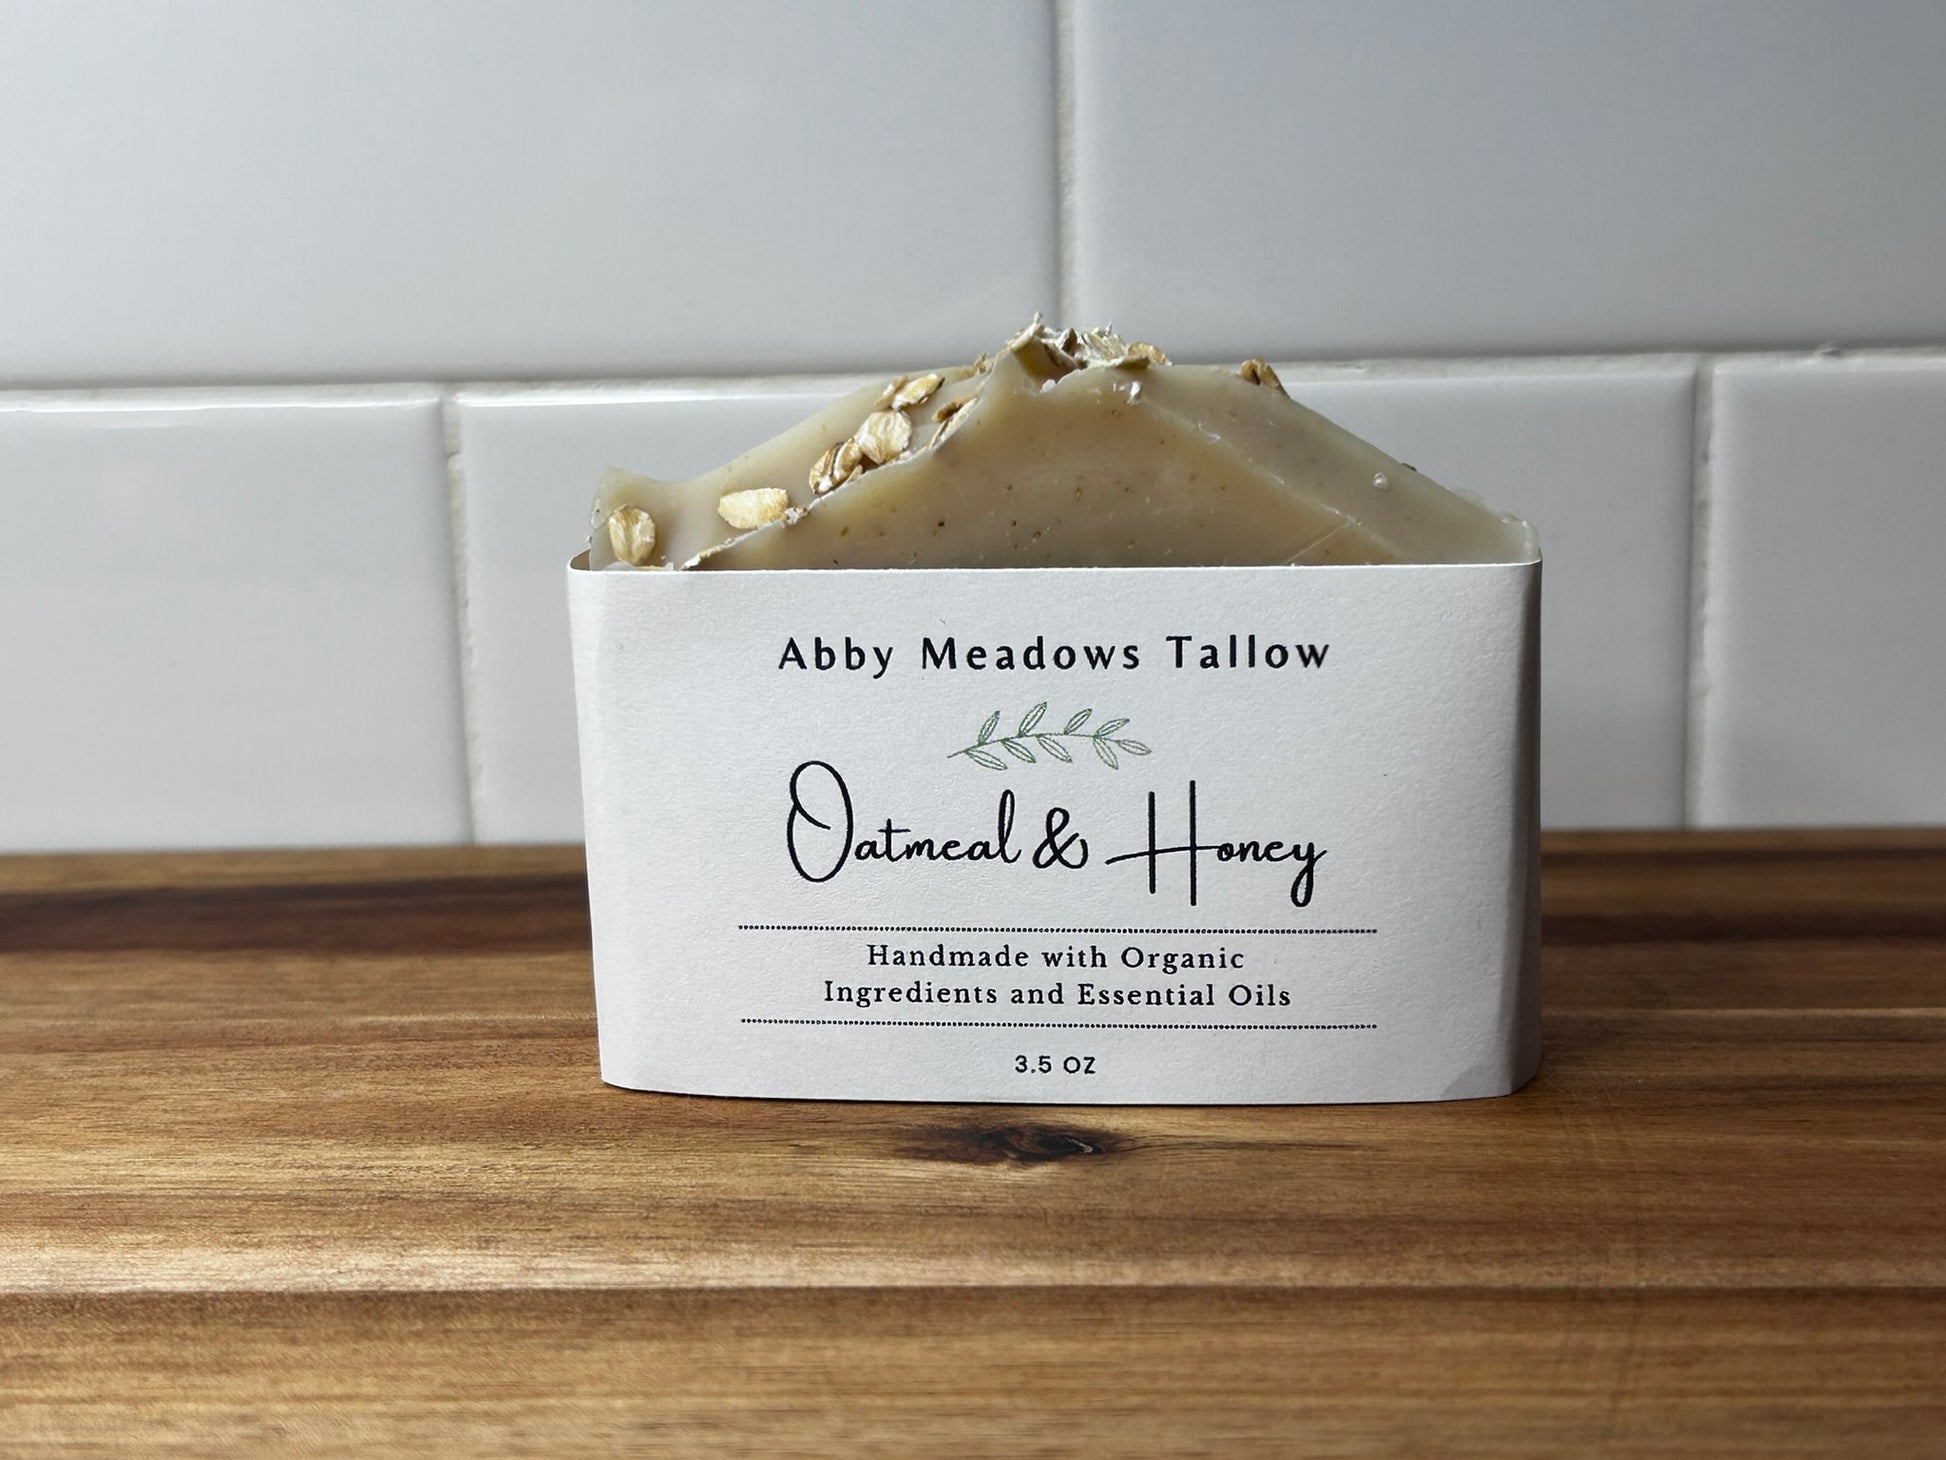 Abby Meadows Tallow
Oatmeal & Honey
Handmade with Organic
Ingredients and Essential Oils
3.5 OZ